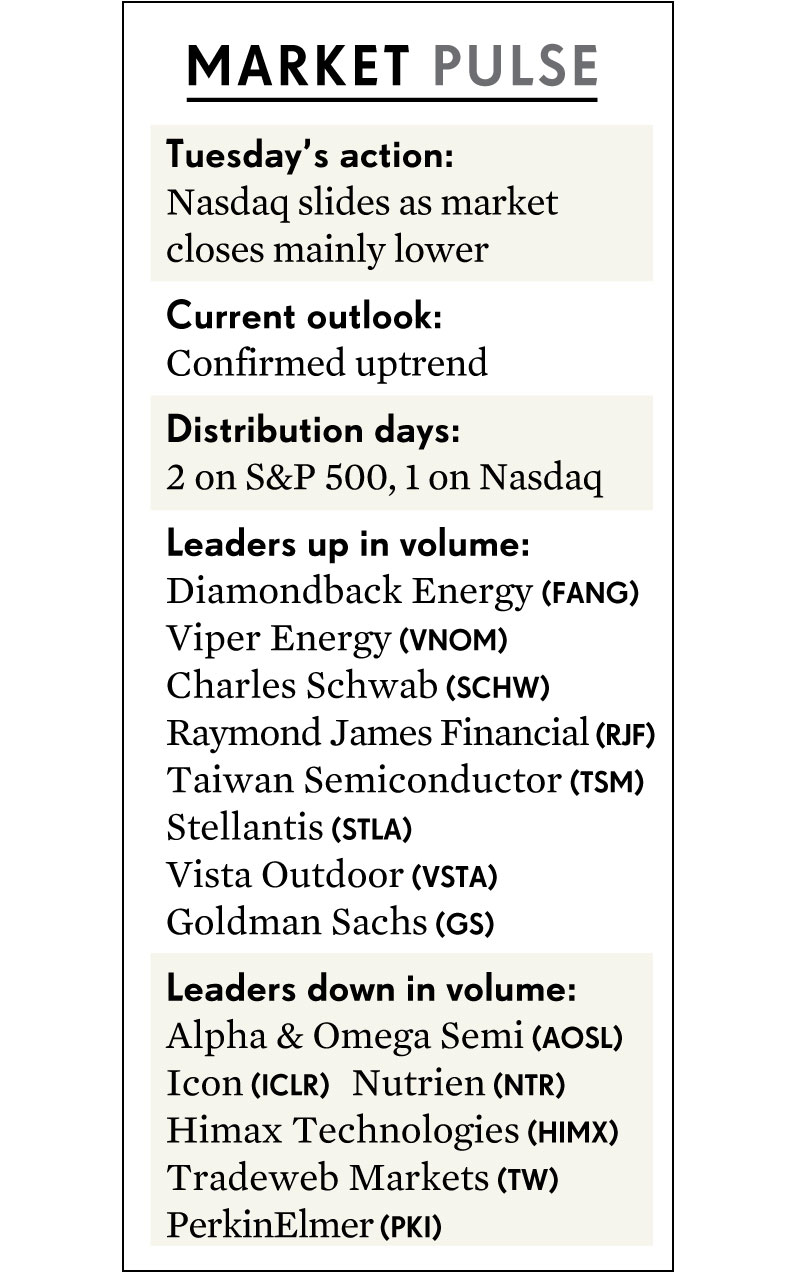 MARKET PULSE
Tuesday’s action:
Nasdaq slides as market
closes mainly lower
Current outlook:
Confirmed uptrend
Distribution days:
2 on S&P 500, 1 on Nasdaq
Leaders up in volume:
Diamondback Energy (FANG)
Viper Energy (VNOM)
Charles Schwab (SCHW)
Raymond James Financial (RJF)
Taiwan Semiconductor (TSM)
Stellantis (STLA)
Vista Outdoor (VSTA)
Goldman Sachs (GS)
Leaders down in volume:
Alpha & Omega Semi (AOSL)
Icon (ICLR) Nutrien (NTR)
Himax Technologies (HIMX)
Tradeweb Markets (TW)
PerkinElmer (PKI)